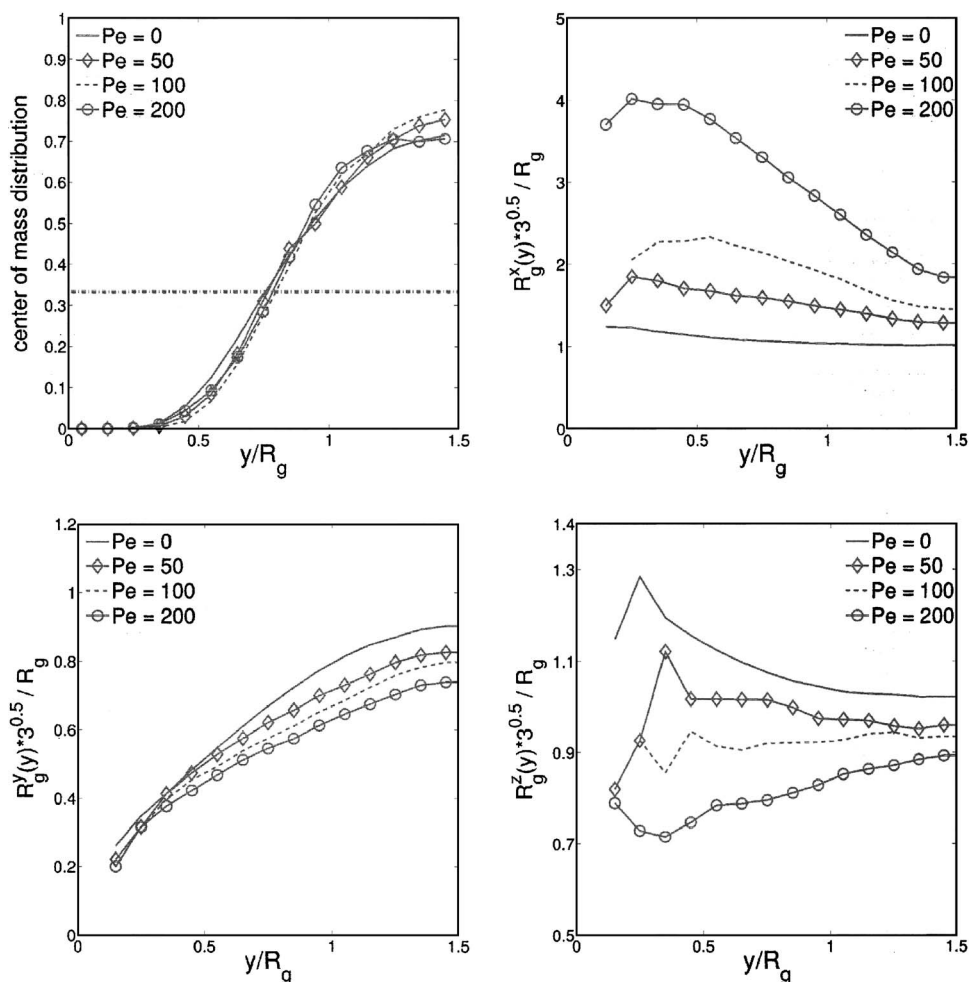 center of mass distribution
1
0.9
0.8
0.7
0.6
0.5
0.4
0.3
0.2
0.1
0
Pe = 0
Pe = 50
Pe = 100
Pe = 200
0
0.5
1
1.5
y/R_g
R_g^x(y)*3^0.5 / R_g
5
4
3
2
1
0
Pe = 0
Pe = 50
Pe = 100
Pe = 200
0
0.5
1
1.5
y/R_g
R_g^y(y)*3^0.5 / R_g
1.2
1
0.8
0.6
0.4
0.2
0
Pe = 0
Pe = 50
Pe = 100
Pe = 200
0
0.5
1
1.5
y/R_g
R_g^z(y)*3^0.5 / R_g
1.4
1.3
1.1
0.9
0.7
0.5
Pe = 0
Pe = 50
Pe = 100
Pe = 200
0
0.5
1
1.5
y/R_g